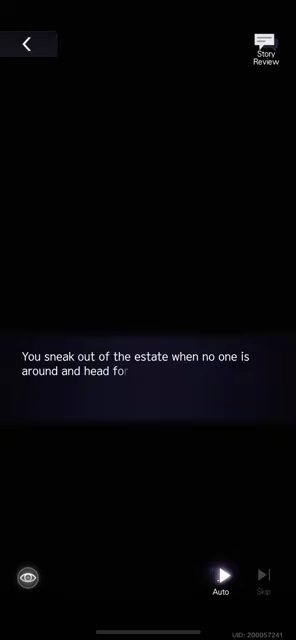 Story
Review
You sneak out of the estate when no one is
around and head for
Auto
Skip
UID: 200057241